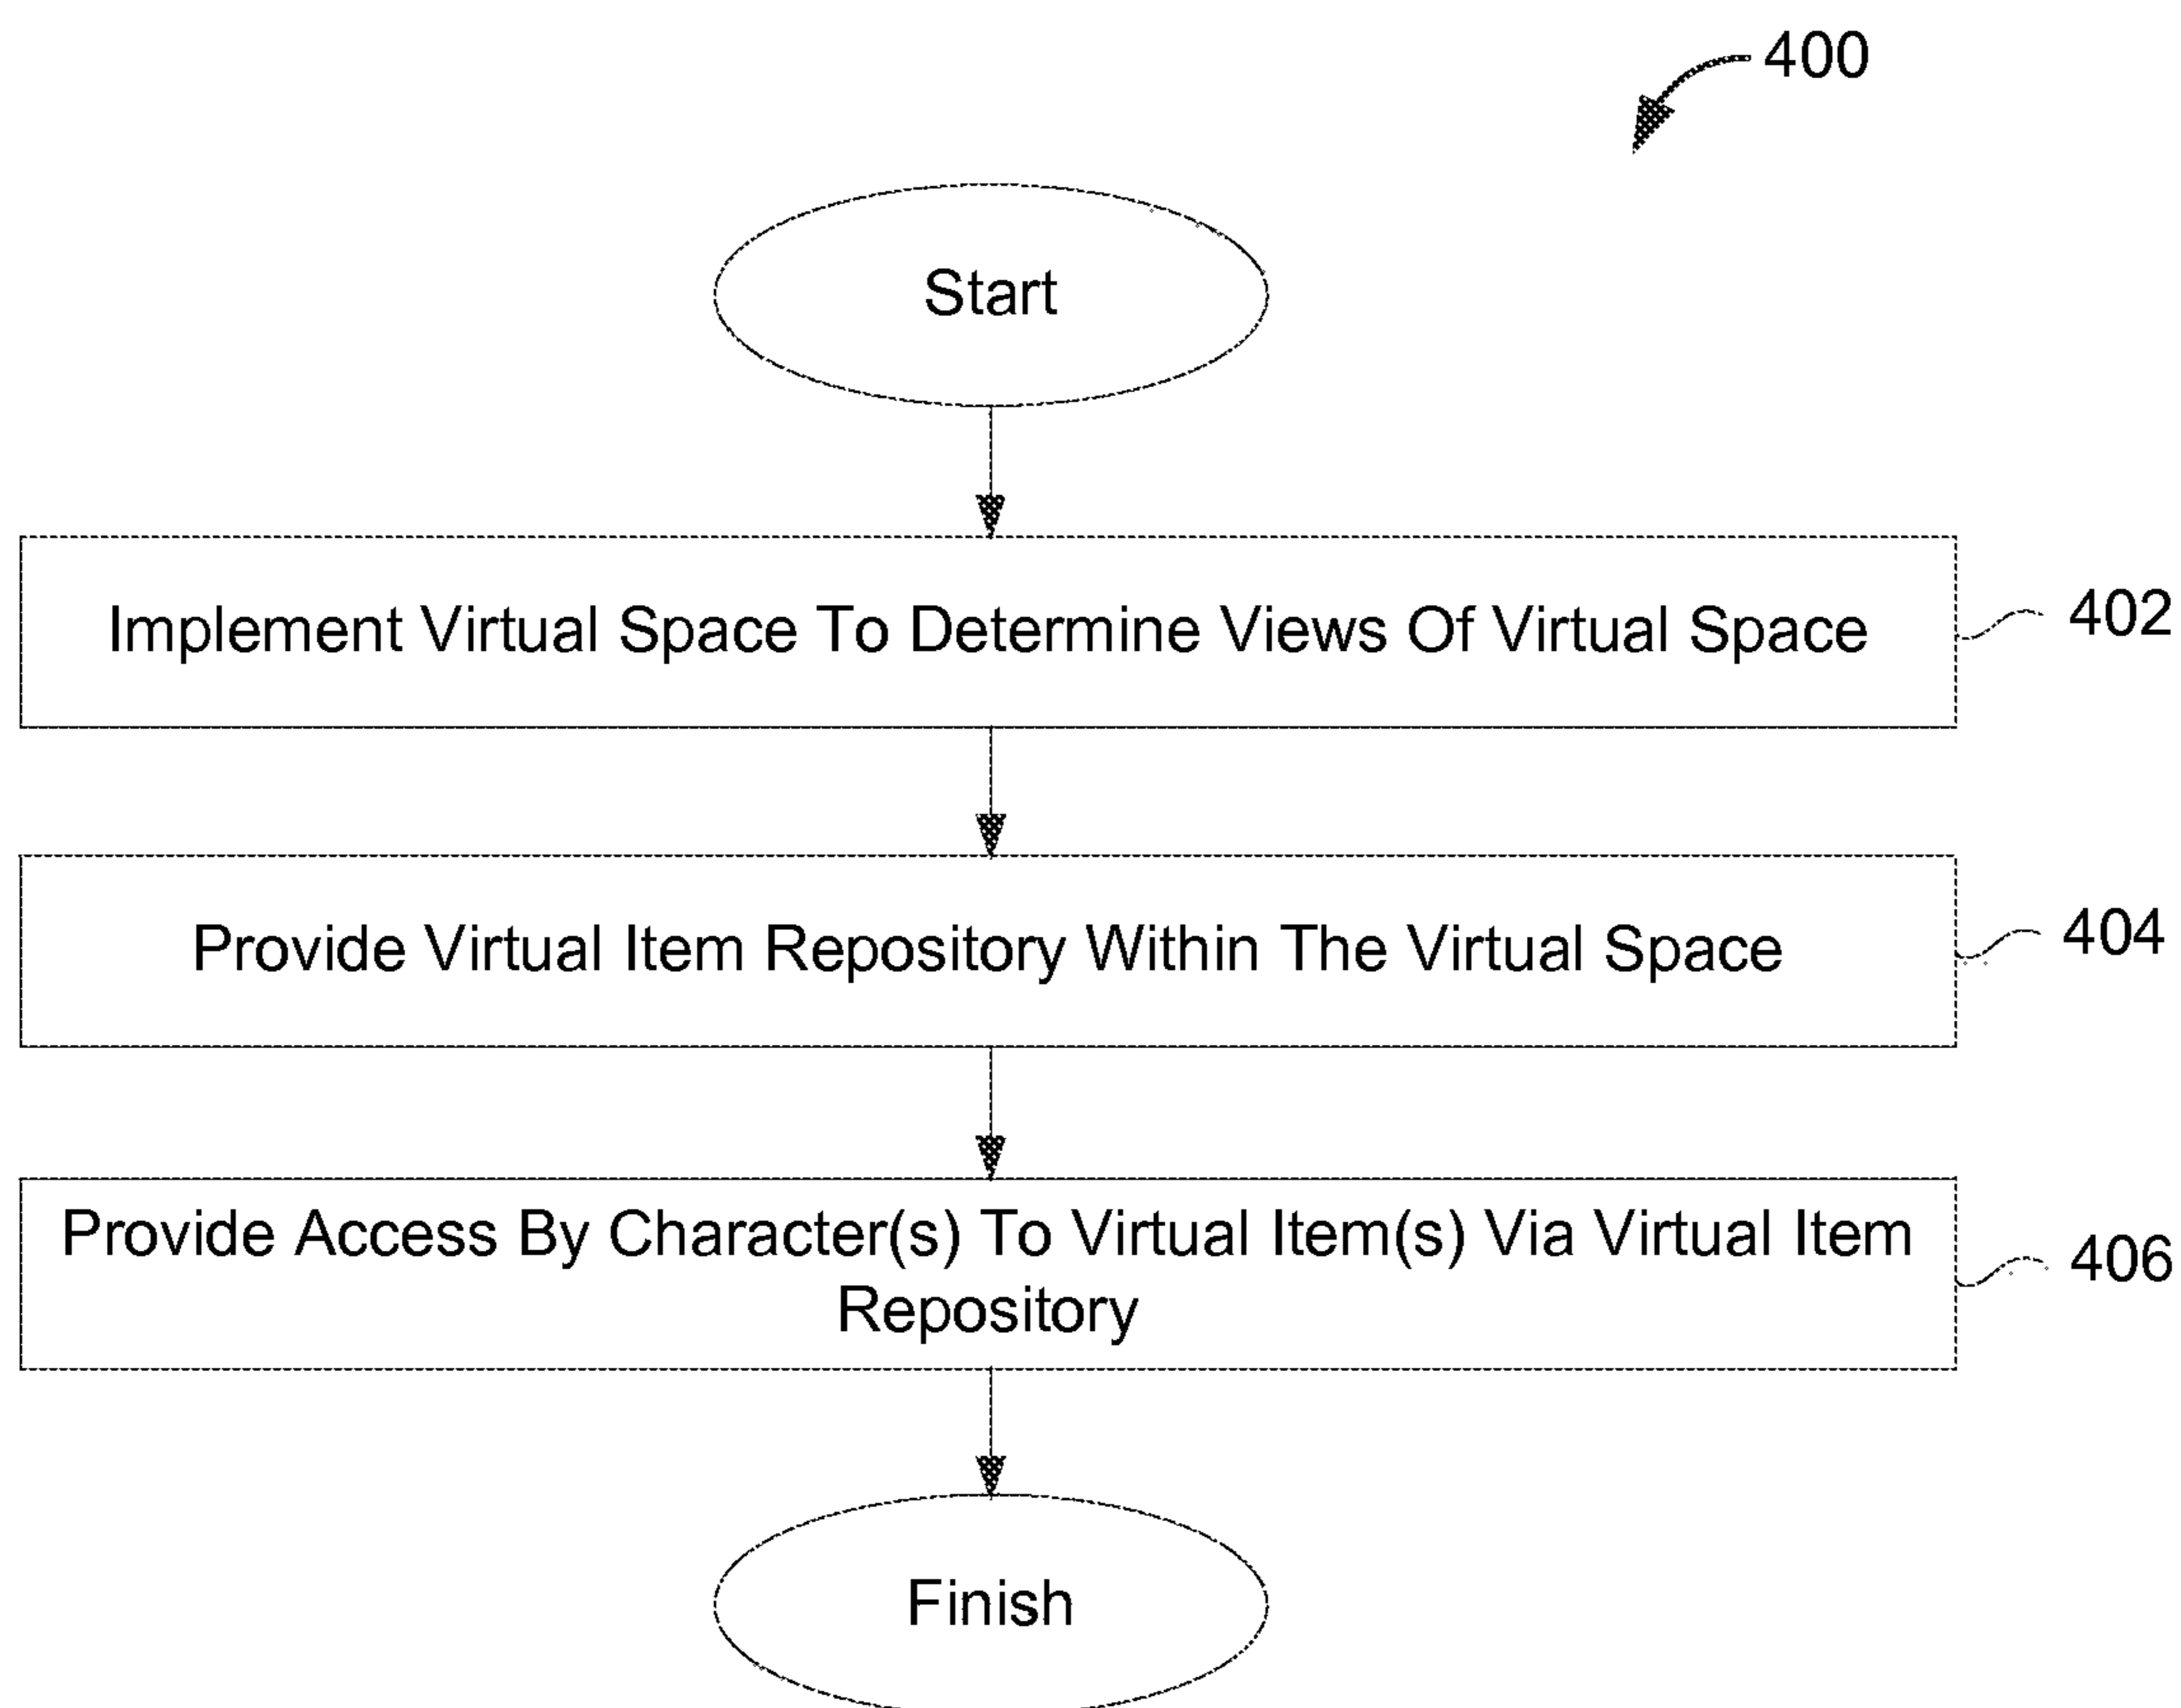 400
Start
Implement Virtual Space To Determine Views Of Virtual Space
402
Provide Virtual Item Repository Within The Virtual Space
404
Provide Access By Character(s) To Virtual Item(s) Via Virtual Item
Repository
406
Finish